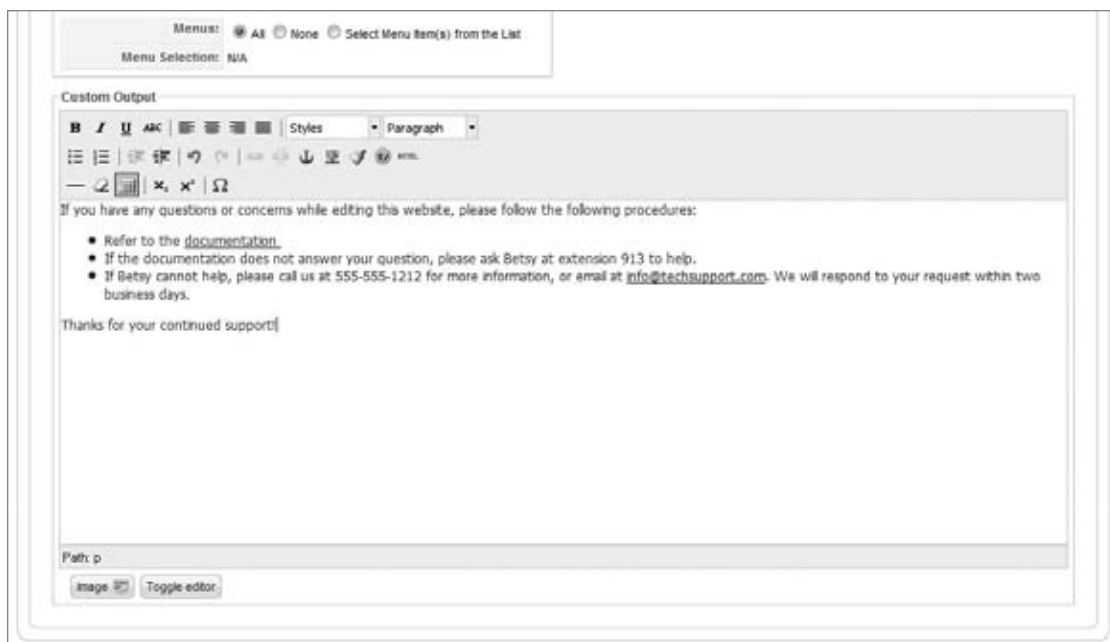 Menus: All None Select Menu Item(s) from the List
Menu Selection: N/A
Custom Output
B I U ABC Styles Paragraph
HTML
If you have any questions or concerns while editing this website, please follow the following procedures:
Refer to the documentation
If the documentation does not answer your question, please ask Betsy at extension 913 to help.
If Betsy cannot help, please call us at 555-555-1212 for more information, or email at info@techsupport.com. We will respond to your request within two
business days.
Thanks for your continued support!
Path: p
Image Toggle editor